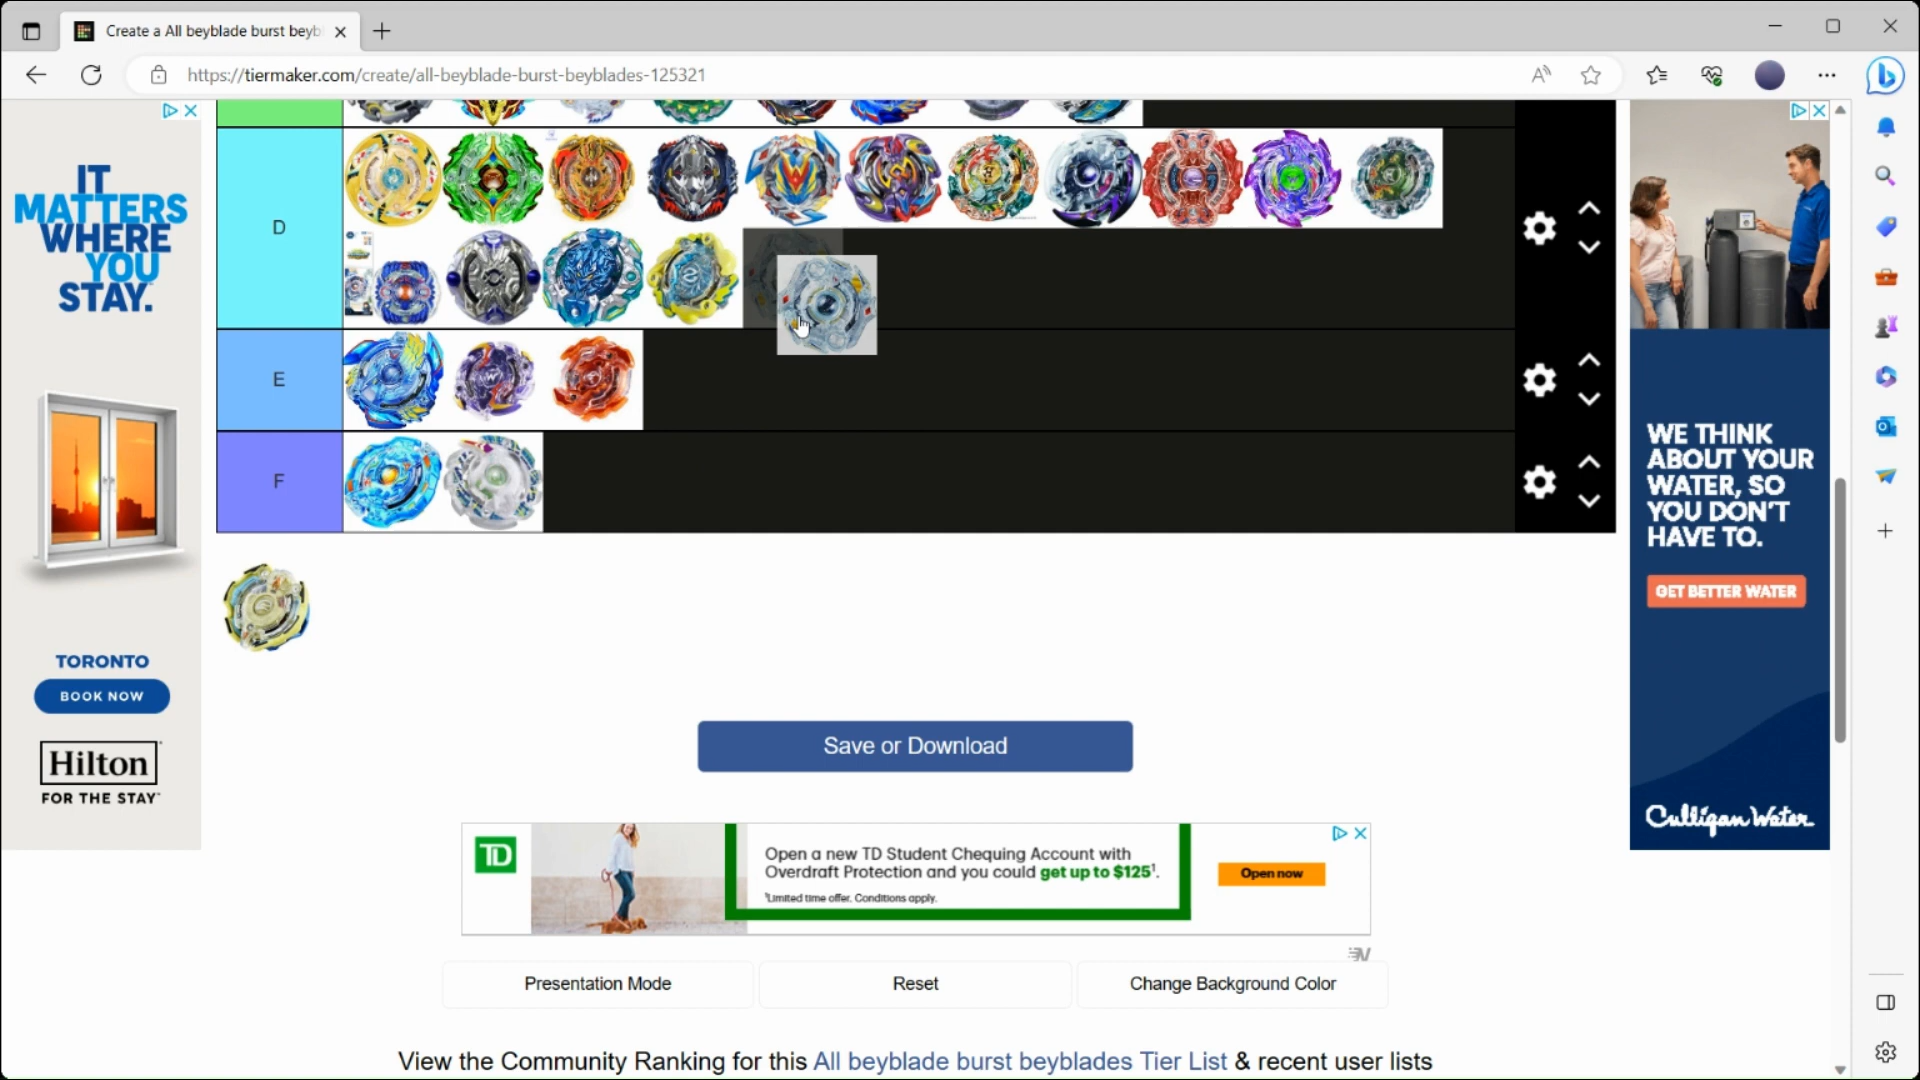 Create a All beyblade burst beyb
https://tiermaker.com/create/all-beyblade-burst-beyblades-125321
IT
MATTERS
WHERE
YOU
STAY.
TORONTO
BOOK NOW
Hilton
FOR THE STAY
D
E
F
WE THINK
ABOUT YOUR
WATER, SO
YOU DON'T
HAVE TO.
GET BETTER WATER
Culligan Water
Save or Download
TD
Open a new TD Student Chequing Account with
Overdraft Protection and you could get up to $125¹.
¹Limited time offer. Conditions apply.
Open now
Presentation Mode
Reset
Change Background Color
View the Community Ranking for this All beyblade burst beyblades Tier List & recent user lists